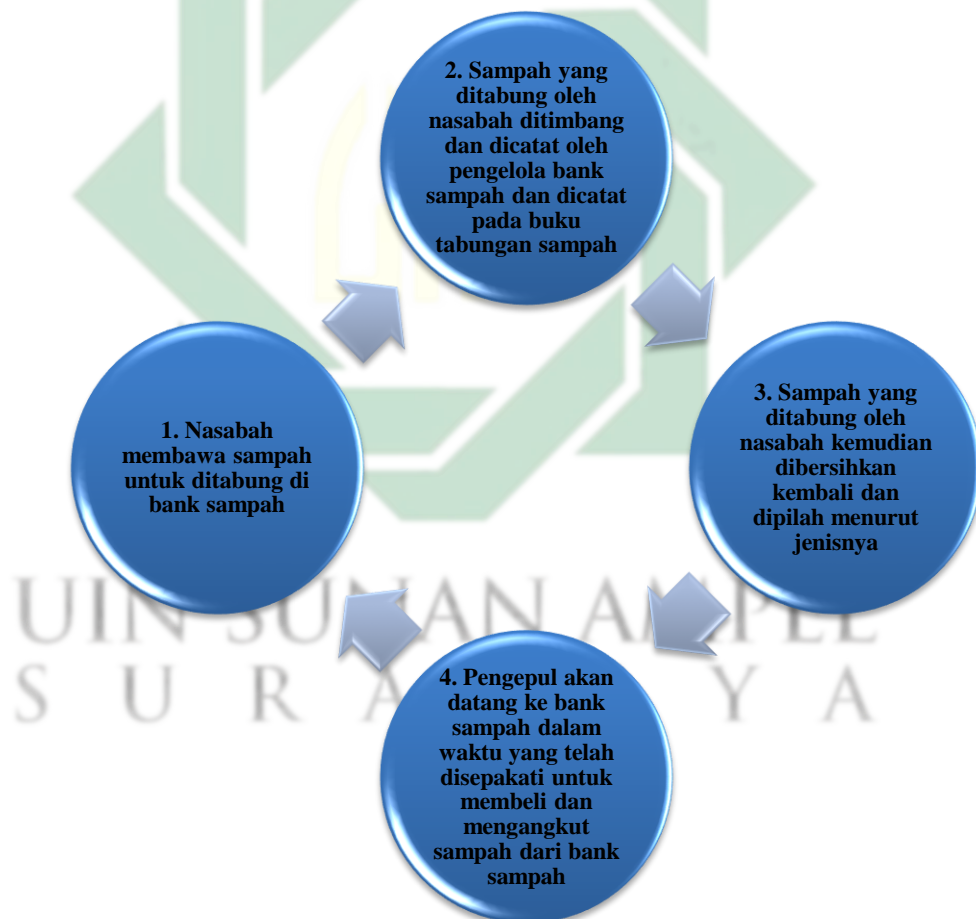 2. Sampah yang
ditabung oleh
nasabah ditimbang
dan dicatat oleh
pengelola bank
sampah dan dicatat
pada buku
tabungan sampah
3. Sampah yang
ditabung oleh
nasabah kemudian
dibersihkan
kembali dan
dipilah menurut
jenisnya
1. Nasabah
membawa sampah
untuk ditabung di
bank sampah
4. Pengepul akan
datang ke bank
sampah dalam
waktu yang telah
disepakati untuk
membeli dan
mengangkut
sampah dari bank
sampah
UIN SUNAN AMPEL
S U R A Y A